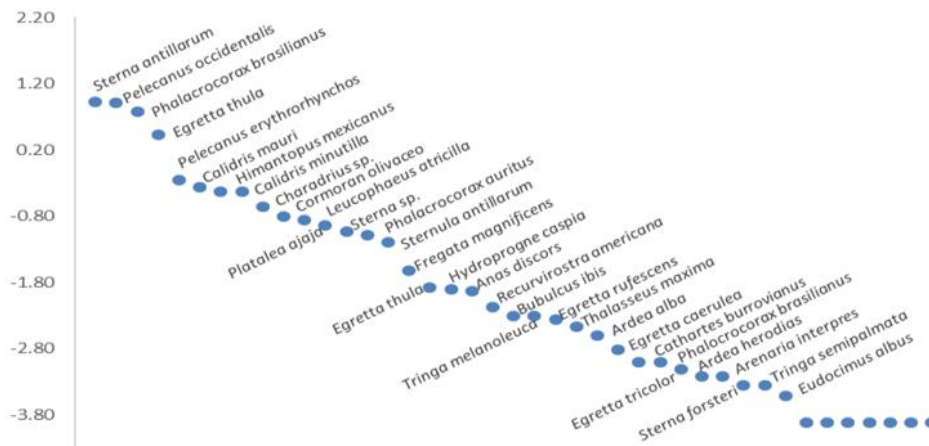 2.20
1.20
0.20
-0.80
-1.80
-2.80
-3.80
Sterna antillarum
Pelecanus occidentalis
Phalacrocorax brasilianus
Egretta thula
Pelecanus erythrorhynchos
Calidris mauri
Himantopus mexicanus
Calidris minutilla
Charadrius sp.
Cormoran olivaceo
Leucophaeus atricilla
Platalea ajaja
Sterna sp.
Phalacrocorax auritus
Sternula antillarum
Fregata magnificens
Egretta thula
Hydroprogne caspia
Anas discors
Recurvirostra americana
Bubulcus ibis
Tringa melanoleuca
Egretta rufescens
Thalasseus maxima
Ardea alba
Egretta caerulea
Cathartes burrovianus
Phalocrocorax brasilianus
Egretta tricolor
Ardea herodias
Arenaria interpres
Sterna forsteri
Tringa semipalmata
Eudocimus albus